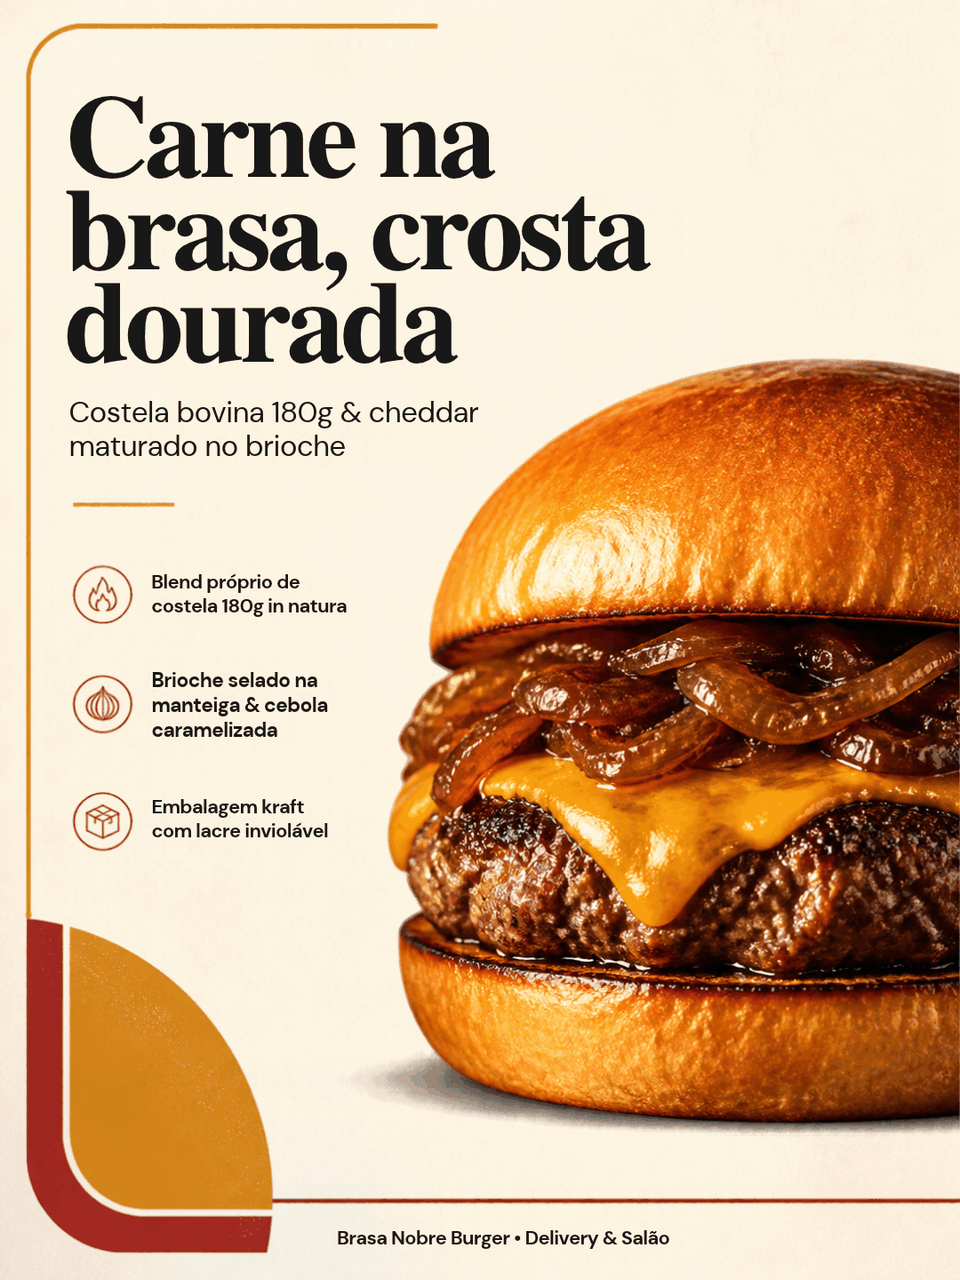 Carne na
brasa, crosta
dourada
Costela bovina 180g & cheddar
maturado no brioche
Blend próprio de
costela 180g in natura
Brioche selado na
manteiga & cebola
caramelizada
Embalagem kraft
com lacre inviolável
Brasa Nobre Burger • Delivery & Salão